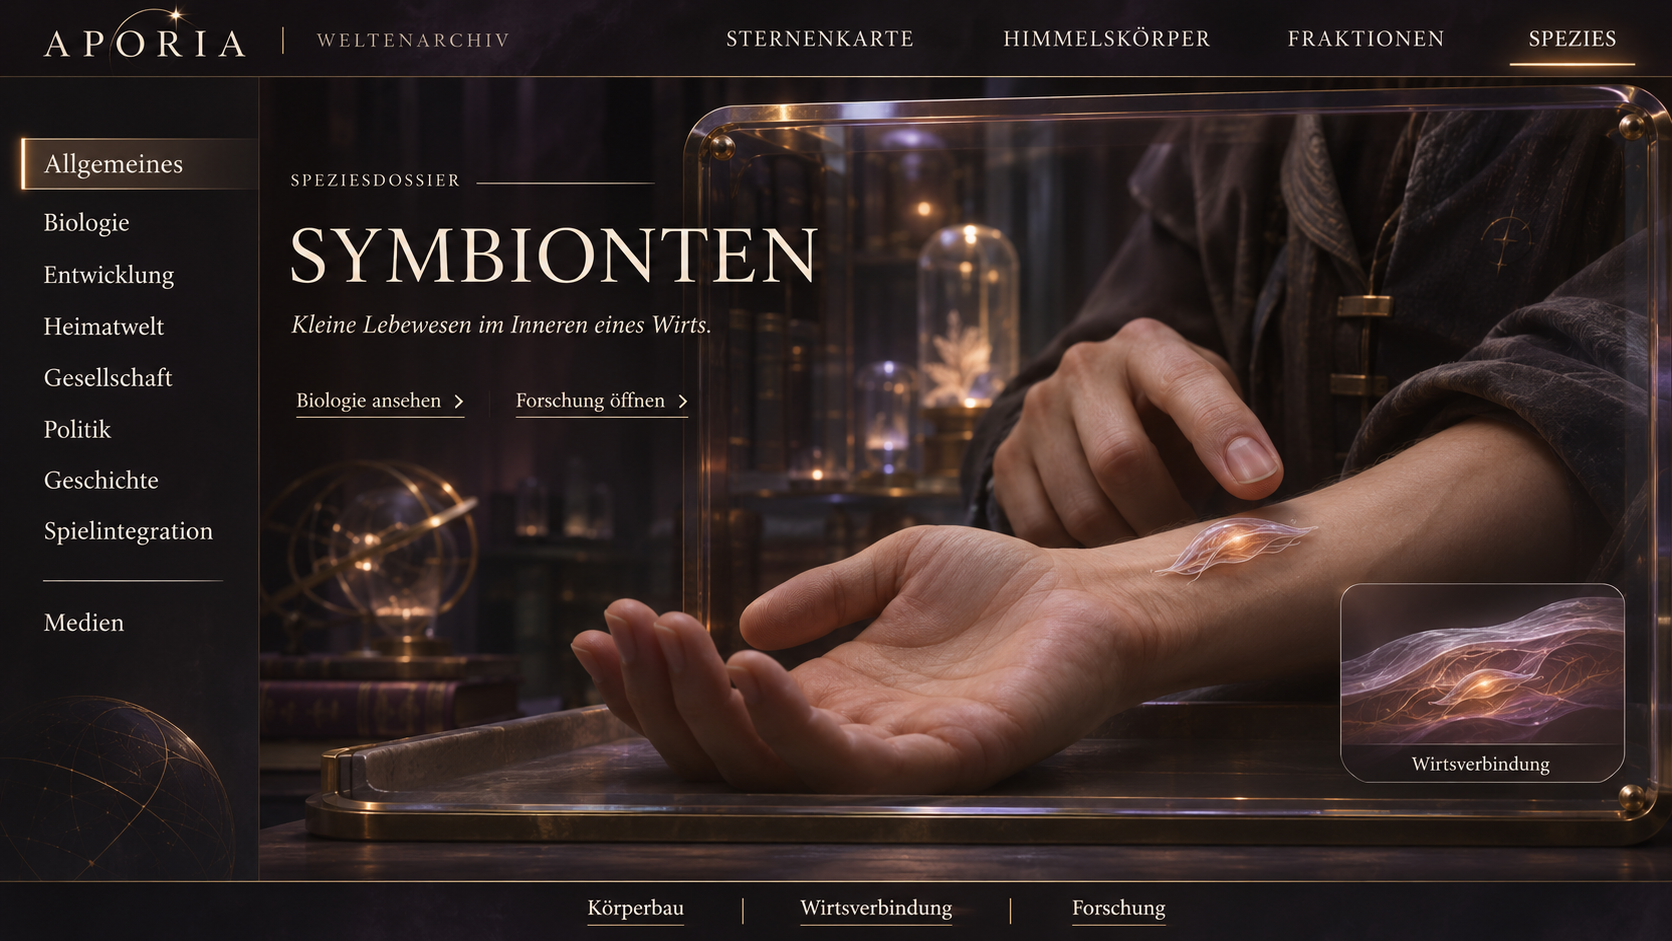 APORIA
WELTENARCHIV
STERNENKARTE
HIMMELSKÖRPER
FRAKTIONEN
SPEZIES
Allgemeines
Biologie
Entwicklung
Heimatwelt
Gesellschaft
Politik
Geschichte
Spielintegration
Medien
SPEZIESDOSSIER
SYMBIONTEN
Kleine Lebewesen im Inneren eines Wirts.
Biologie ansehen
Forschung öffnen
Wirtsverbindung
Körperbau
Wirtsverbindung
Forschung